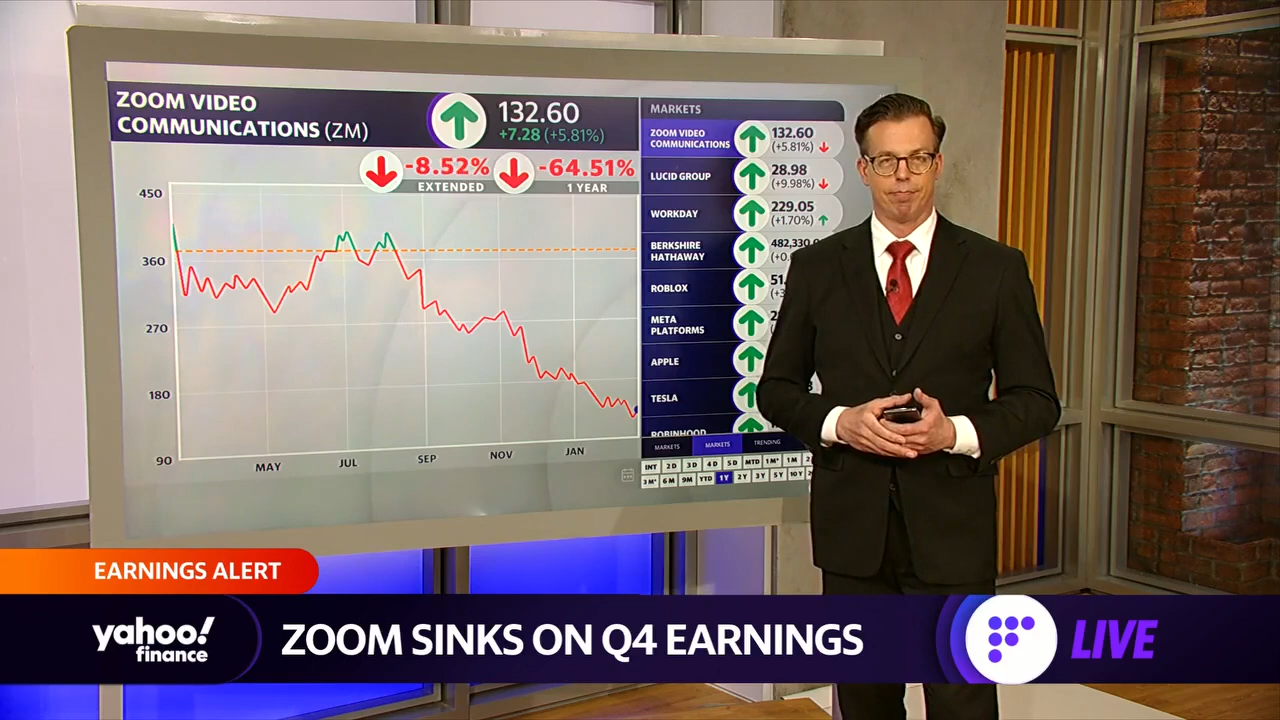 ZOOM VIDEO
COMMUNICATIONS (ZM)
132.60
+7.28 (+5.81%)
-8.52%
EXTENDED
-64.51%
1 YEAR
450
360
270
180
90
MAY
JUL
SEP
NOV
JAN
MARKETS
ZOOM VIDEO
COMMUNICATIONS
132.60
(+5.81%)
LUCID GROUP
28.98
(+9.98%)
WORKDAY
229.05
(+1.70%)
BERKSHIRE
HATHAWAY
482,330
ROBLOX
META
PLATFORMS
APPLE
TESLA
ROBINHOOD
MARKETS
MARKETS
TRENDING
INT 2D 3D 4D 5D MTD 1M* 1M
3M* 6M 9M YTD 1Y 2Y 3Y 5Y 10Y
EARNINGS ALERT
yahoo!
finance
ZOOM SINKS ON Q4 EARNINGS
LIVE